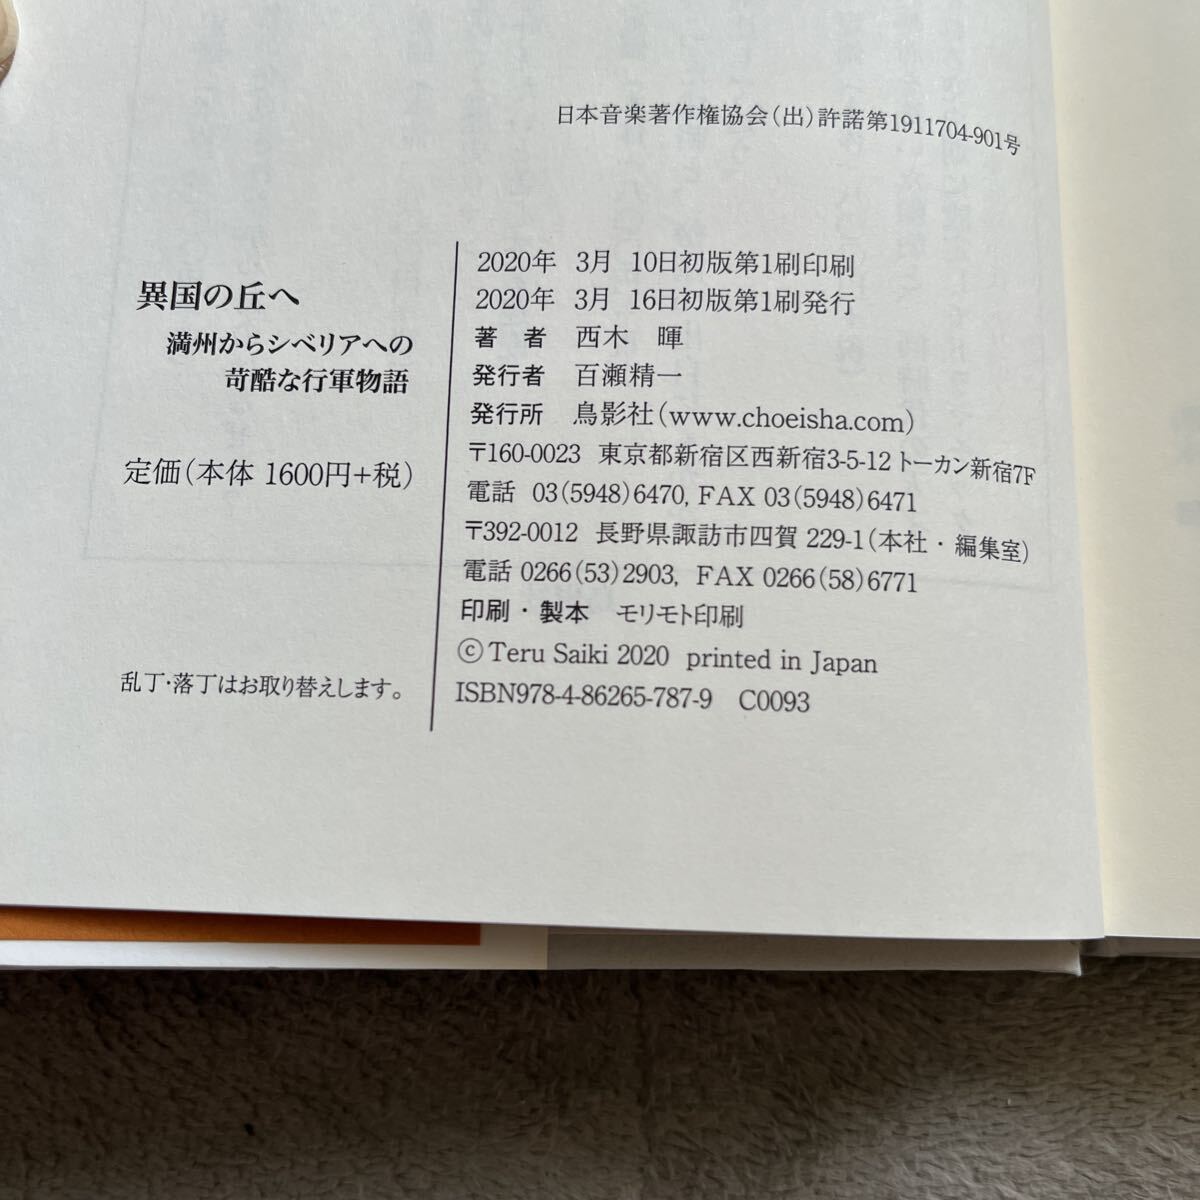 日本音楽著作権協会(出)許諾第1911704-901号
異国の丘へ
満州からシベリアへの
苛酷な行軍物語
定価(本体 1600円+税)
乱丁・落丁はお取り替えします。
2020年 3月 10日初版第1刷印刷
2020年 3月 16日初版第1刷発行
著 者 西木 暉
発行者 百瀬精一
発行所 鳥影社(www.choeisha.com)
〒160-0023 東京都新宿区西新宿3-5-12 トーカン新宿7F
電話 03(5948)6470, FAX 03(5948)6471
〒392-0012 長野県諏訪市四賀 229-1(本社・編集室)
電話 0266(53)2903, FAX 0266(58)6771
印刷・製本 モリモト印刷
©Teru Saiki 2020 printed in Japan
ISBN978-4-86265-787-9 C0093